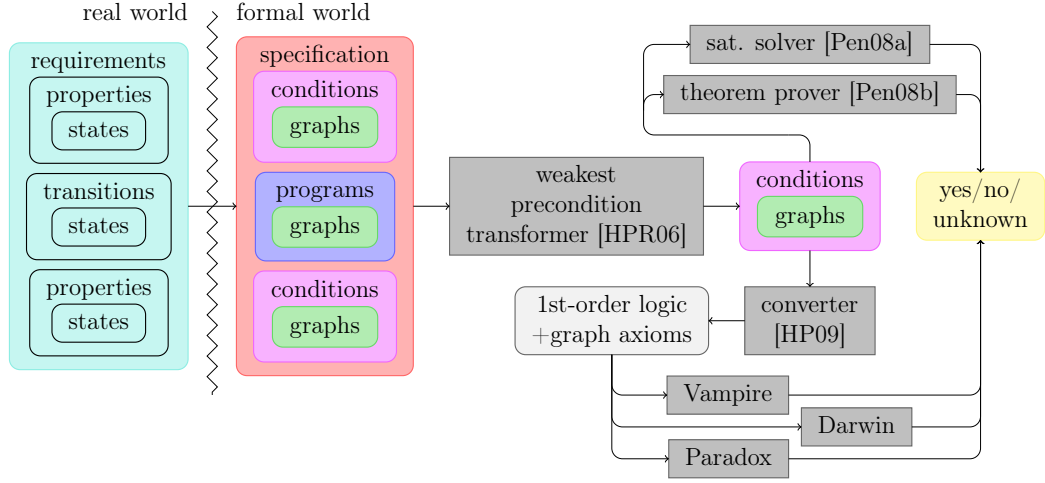 real world
formal world
requirements
properties
states
transitions
states
properties
states
specification
conditions
graphs
programs
graphs
conditions
graphs
weakest
precondition
transformer [HPR06]
sat. solver [Pen08a]
theorem prover [Pen08b]
conditions
graphs
yes/no/
unknown
converter
[HP09]
1st-order logic
+graph axioms
Vampire
Darwin
Paradox